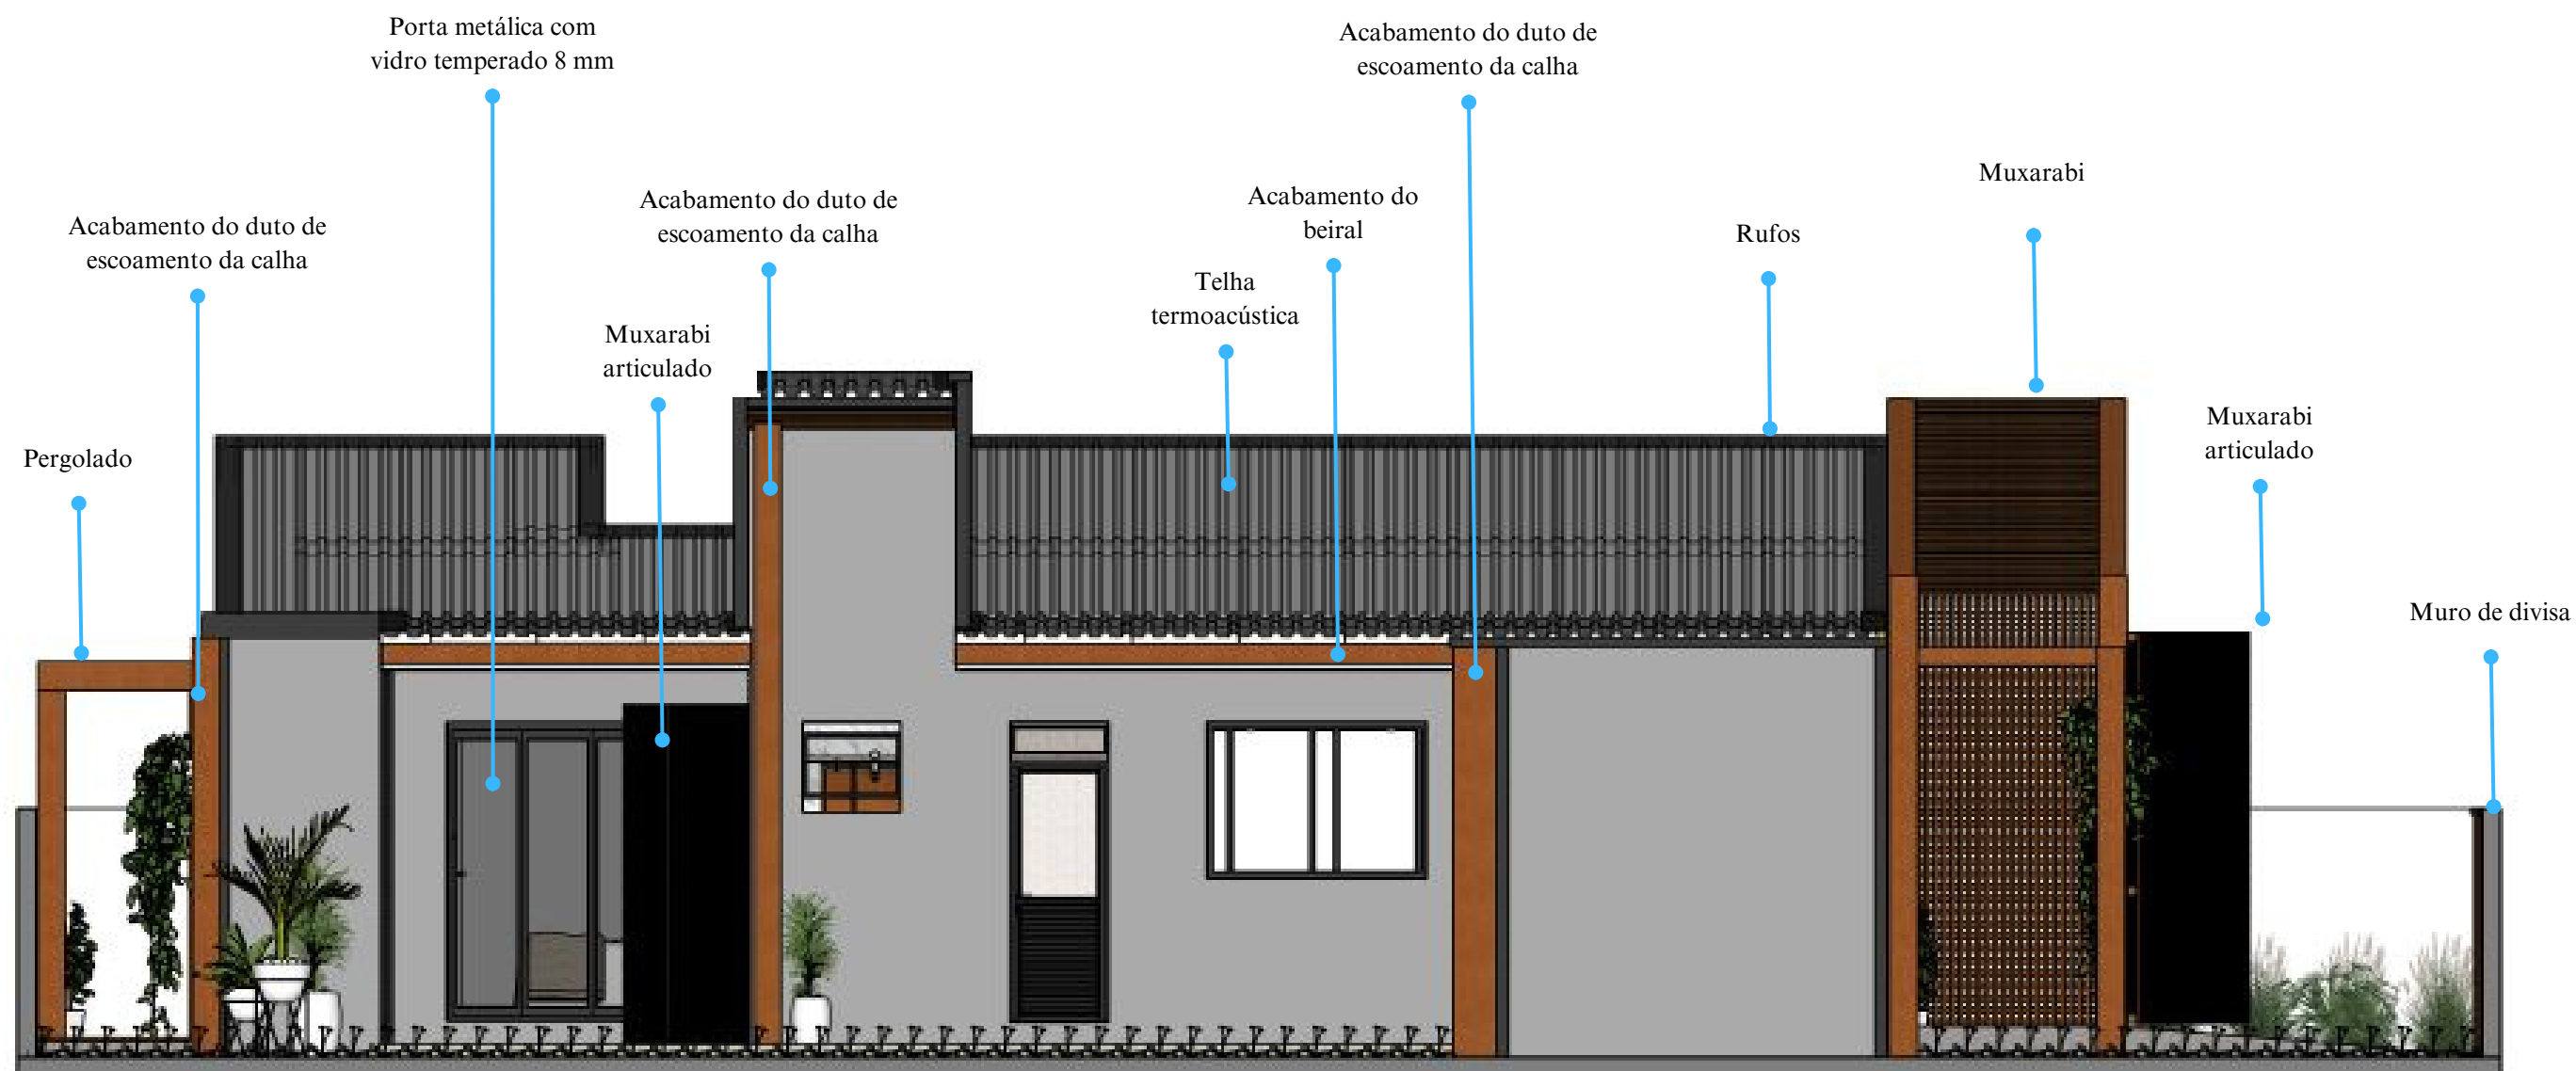 Porta metálica com
vidro temperado 8 mm
Acabamento do duto de
escoamento da calha
Acabamento do duto de
escoamento da calha
Acabamento do duto de
escoamento da calha
Acabamento do
beiral
Muxarabi
Rufos
Telha
termoacústica
Muxarabi
articulado
Pergolado
Muxarabi
articulado
Muro de divisa